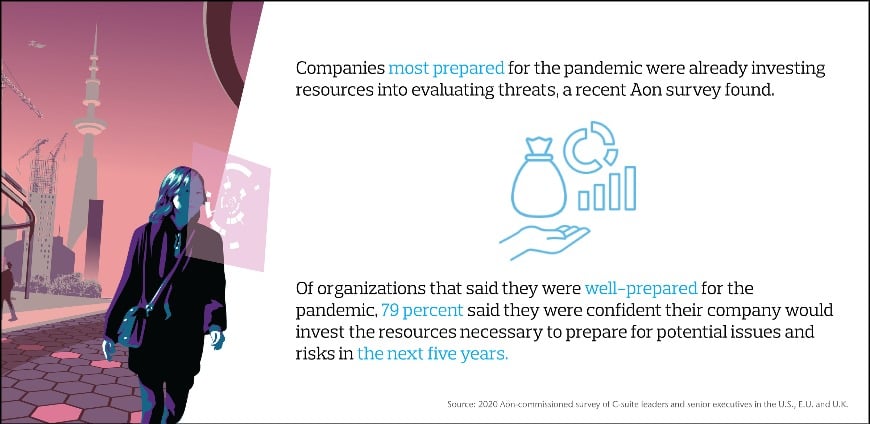 Companies most prepared for the pandemic were already investing
resources into evaluating threats, a recent Aon survey found.
Of organizations that said they were well-prepared for the
pandemic, 79 percent said they were confident their company would
invest the resources necessary to prepare for potential issues and
risks in the next five years.
Source: 2020 Aon-commissioned survey of C-suite leaders and senior executives in the U.S., E.U. and U.K.